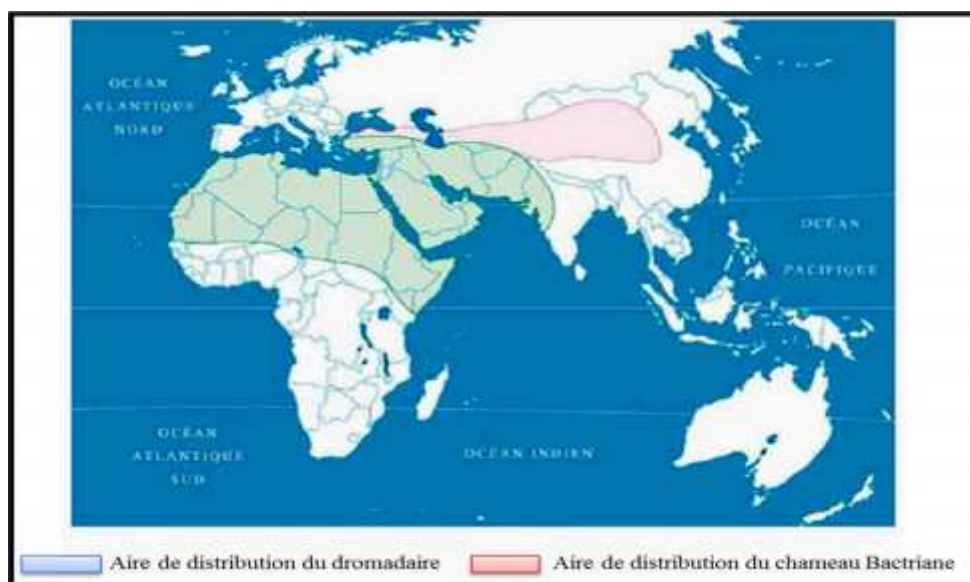 OCÉAN
ATLANTIQUE
NORD
OCÉAN
PACIFIQUE
OCÉAN
ATLANTIQUE
SUD
OCÉAN INDIEN
Aire de distribution du dromadaire
Aire de distribution du chameau Bactriane